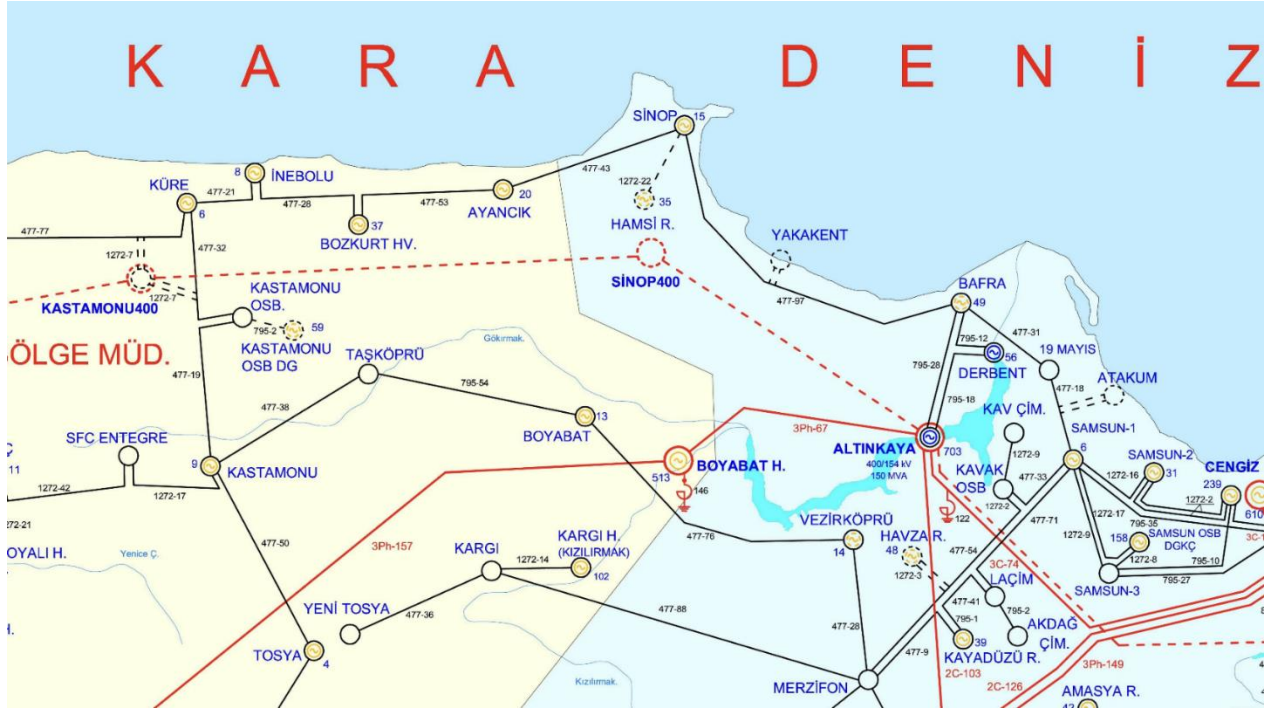 K A R A D E N İ Z
SİNOP
15
477-43
1272-22
35
HAMSİ R.
8
İNEBOLU
KÜRE
477-21
6
477-28
477-53
20
AYANCIK
37
BOZKURT HV.
477-77
477-32
1272-7
1272-7
KASTAMONU400
SİNOP400
YAKAKENT
477-97
KASTAMONU
OSB.
795-2
59
KASTAMONU
OSB DG
BAFRA
49
477-31
795-12
56
DERBENT
795-28
795-18
19 MAYIS
477-18
ATAKUM
ÖLGE MÜD.
477-19
TAŞKÖPRÜ
Gökırmak.
795-54
477-38
13
BOYABAT
3Ph-67
ALTINKAYA
703
400/154 kV
150 MVA
KAV ÇİM.
1272-9
KAVAK
OSB
1272-2
477-33
477-71
SAMSUN-1
6
SAMSUN-2
31
1272-16
CENGİZ
239
610
1272-2
795-35
1272-17
3C-1
SFC ENTEGRE
11
9
KASTAMONU
1272-42
1272-17
513
BOYABAT H.
146
122
1272-9
158
SAMSUN OSB
DGKÇ
1272-8
795-10
795-27
SAMSUN-3
272-21
OYALI H.
Yenice Ç.
477-50
3Ph-157
KARGI
1272-14
KARGI H.
(KIZILIRMAK)
102
477-76
VEZİRKÖPRÜ
14
HAVZA R.
48
1272-3
477-54
3C-74
LAÇİM
477-41
795-2
795-1
AKDAĞ
ÇİM.
H.
YENİ TOSYA
477-36
477-88
477-28
477-9
TOSYA
4
39
KAYADÜZÜ R.
2C-103
3Ph-149
2C-126
Kızılırmak.
MERZİFON
AMASYA R.
42
477-